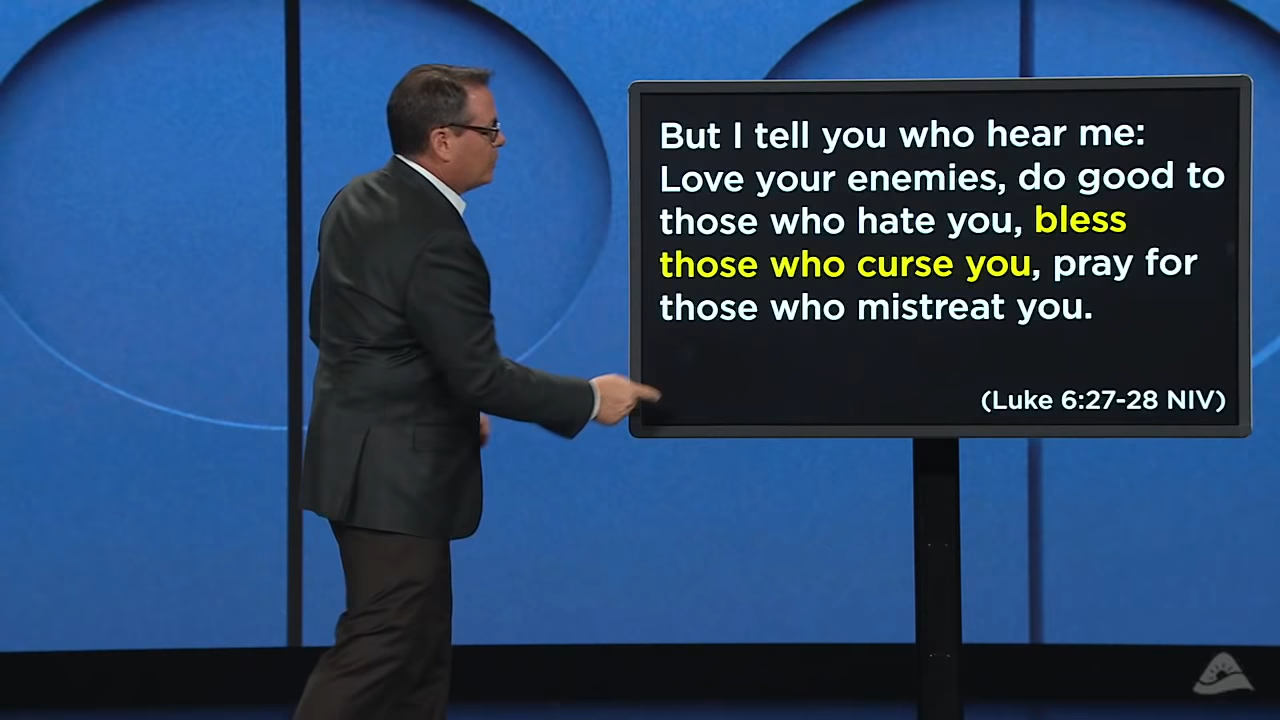 But I tell you who hear me:
Love your enemies, do good to
those who hate you, bless
those who curse you, pray for
those who mistreat you.
(Luke 6:27-28 NIV)